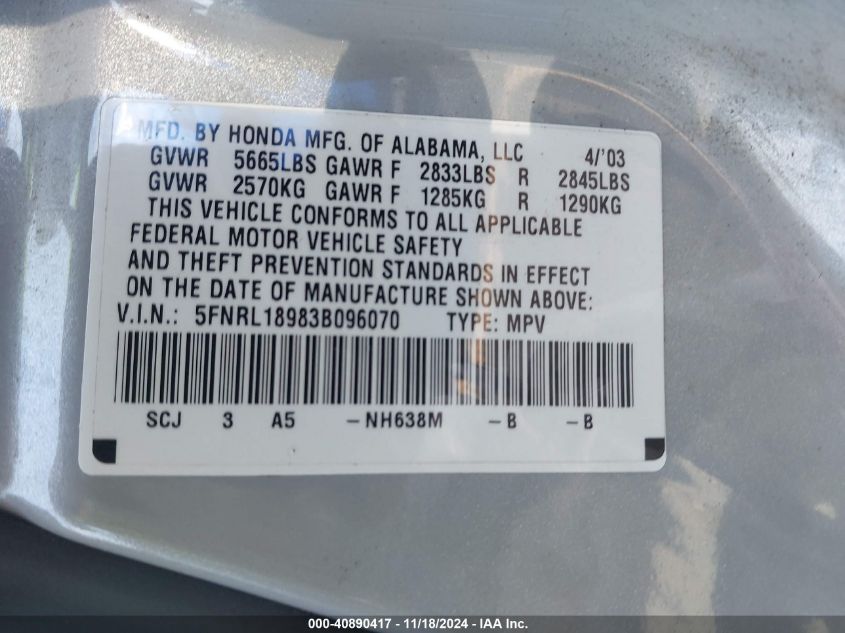 MFD. BY HONDA MFG. OF ALABAMA, LLC 4/'03
GVWR 5665LBS GAWR F 2833LBS R 2845LBS
GVWR 2570KG GAWR F 1285KG R 1290KG
THIS VEHICLE CONFORMS TO ALL APPLICABLE
FEDERAL MOTOR VEHICLE SAFETY
AND THEFT PREVENTION STANDARDS IN EFFECT
ON THE DATE OF MANUFACTURE SHOWN ABOVE:
V.I.N.: 5FNRL18983B096070 TYPE: MPV
SCJ 3 A5 -NH638M -B -B
000-40890417 - 11/18/2024 - IAA Inc.